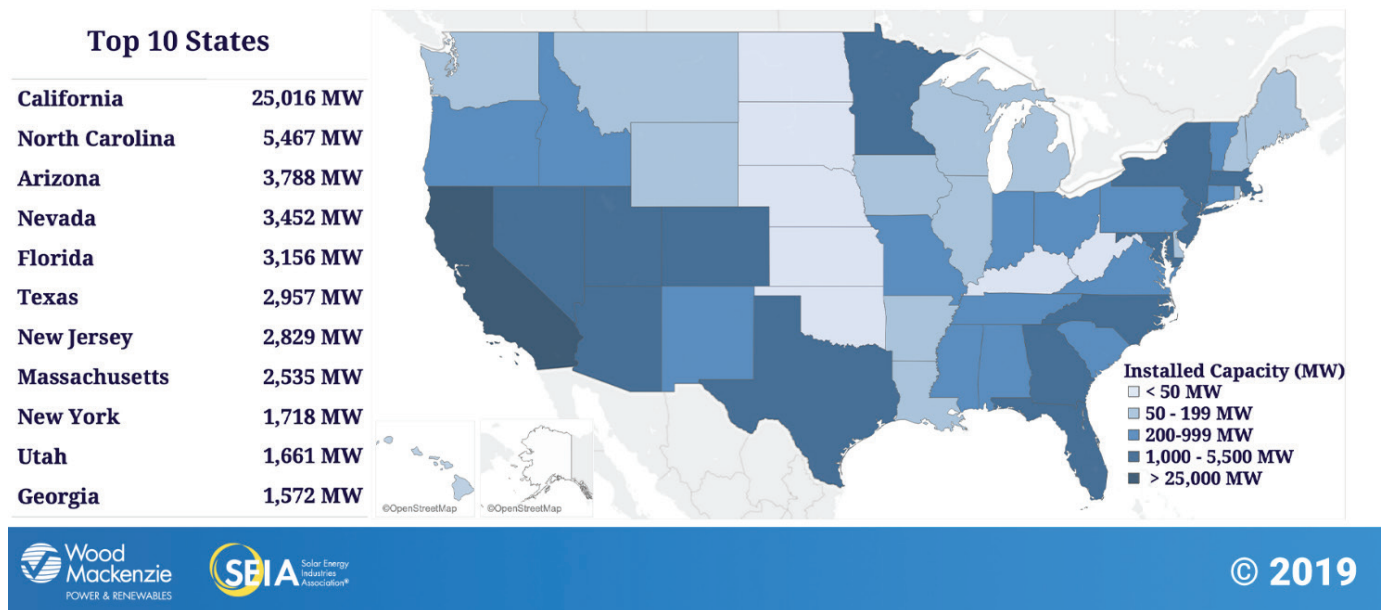 Top 10 States
California 25,016 MW
North Carolina 5,467 MW
Arizona 3,788 MW
Nevada 3,452 MW
Florida 3,156 MW
Texas 2,957 MW
New Jersey 2,829 MW
Massachusetts 2,535 MW
New York 1,718 MW
Utah 1,661 MW
Georgia 1,572 MW
©OpenStreetMap
©OpenStreetMap
Installed Capacity (MW)
< 50 MW
50 - 199 MW
200-999 MW
1,000 - 5,500 MW
> 25,000 MW
Wood
Mackenzie
POWER & RENEWABLES
SEIA
Solar Energy
Industries
Association®
© 2019